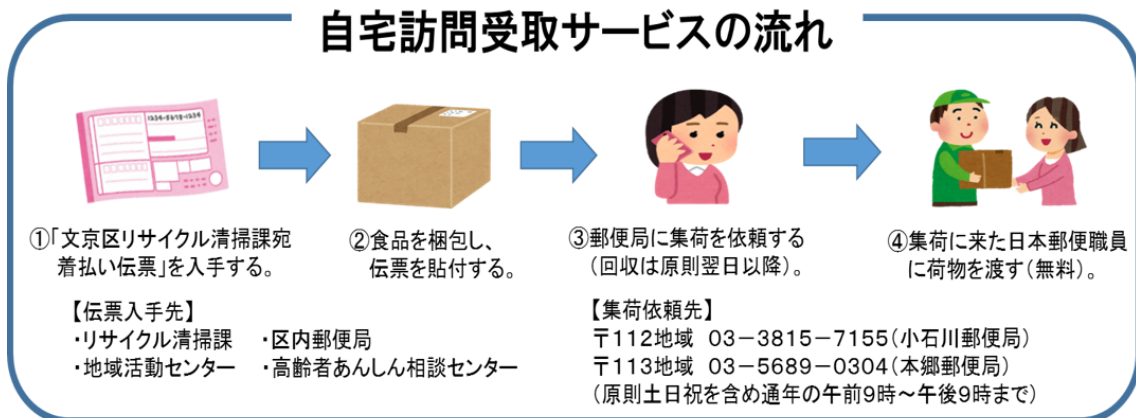 自宅訪問受取サービスの流れ
1234-5678-1234
①「文京区リサイクル清掃課宛
着払い伝票」を入手する。
【伝票入手先】
・リサイクル清掃課 ・区内郵便局
・地域活動センター ・高齢者あんしん相談センター
②食品を梱包し、
伝票を貼付する。
③郵便局に集荷を依頼する
(回収は原則翌日以降)。
【集荷依頼先】
〒112地域 03-3815-7155(小石川郵便局)
〒113地域 03-5689-0304(本郷郵便局)
(原則土日祝を含め通年の午前9時~午後9時まで)
④集荷に来た日本郵便職員
に荷物を渡す(無料)。